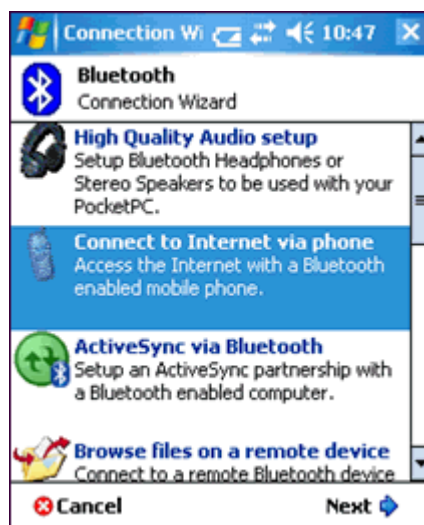 Connection Wi 10:47
Bluetooth
Connection Wizard
High Quality Audio setup
Setup Bluetooth Headphones or
Stereo Speakers to be used with your
PocketPC.
Connect to Internet via phone
Access the Internet with a Bluetooth
enabled mobile phone.
ActiveSync via Bluetooth
Setup an ActiveSync partnership with
a Bluetooth enabled computer.
Browse files on a remote device
Connect to a remote Bluetooth device
Cancel Next